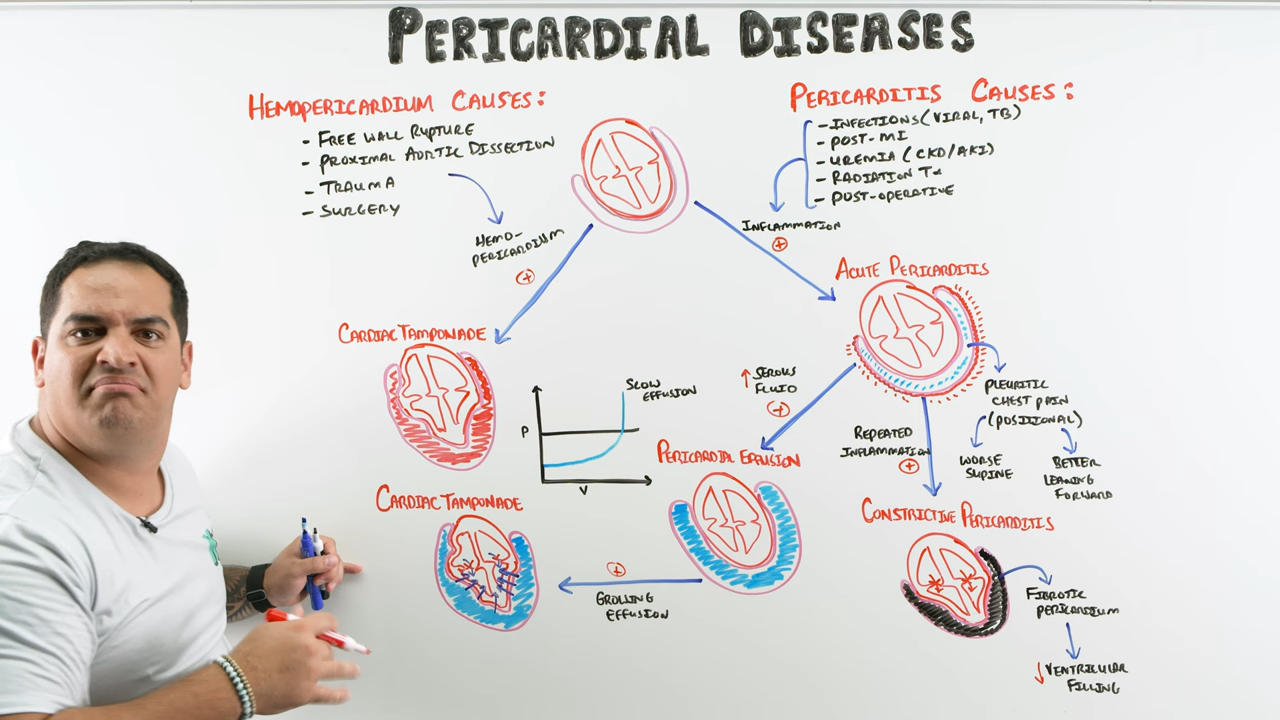 PERICARDIAL DISEASES
HEMOPERICARDIUM CAUSES:
- FREE WALL RUPTURE
- PROXIMAL AORTIC DISSECTION
- TRAUMA
- SURGERY
HEMO-
PERICARDIUM
+
PERICARDITIS CAUSES:
- INFECTIONS (VIRAL, TB)
- POST-MI
- UREMIA (CKD/AKI)
- RADIATION Tx
- POST-OPERATIVE
INFLAMMATION
+
ACUTE PERICARDITIS
CARDIAC TAMPONADE
P
V
SLOW
EFFUSION
↑ SEROUS
FLUID
+
PLEURITIC
CHEST PAIN
(POSITIONAL)
WORSE
SUPINE
BETTER
LEANING
FORWARD
REPEATED
INFLAMMATION
+
PERICARDIAL EFFUSION
CARDIAC TAMPONADE
+
GROWING
EFFUSION
CONSTRICTIVE PERICARDITIS
FIBROTIC
PERICARDIUM
↓ VENTRICULAR
FILLING